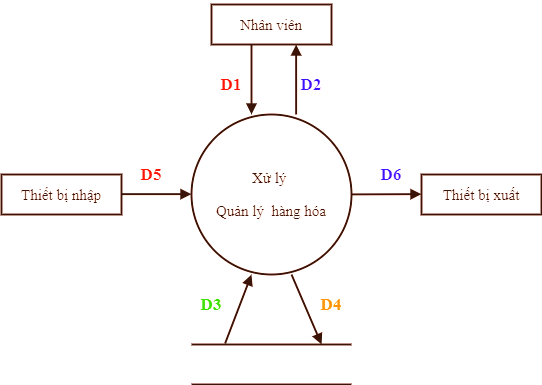 Nhân viên
D1
D2
D5
Xử lý
D6
Thiết bị nhập
Quản lý hàng hóa
Thiết bị xuất
D3
D4